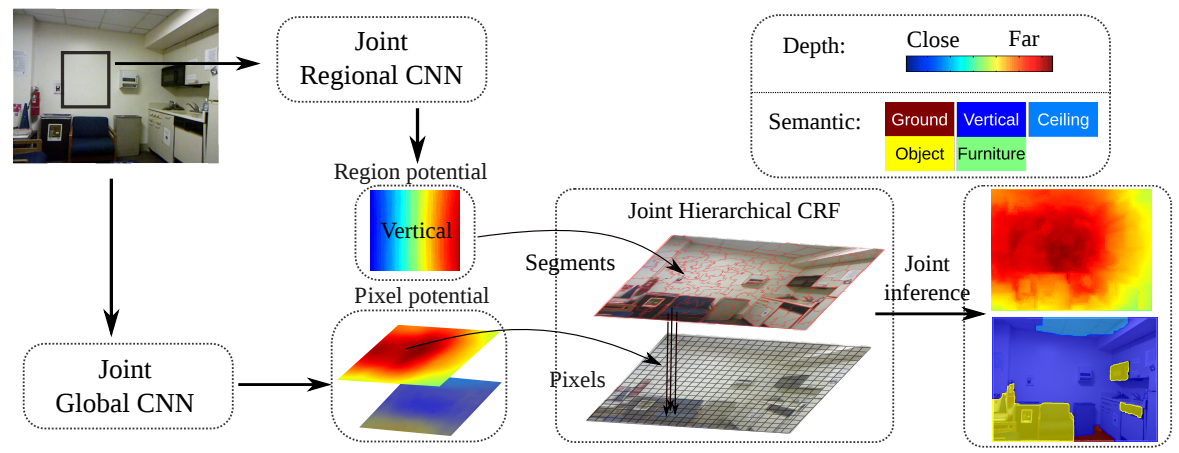 Joint
Regional CNN
Depth:
Close
Far
Semantic:
Ground
Vertical
Ceiling
Object
Furniture
Region potential
Vertical
Joint Hierarchical CRF
Segments
Joint
inference
Pixel potential
Pixels
Joint
Global CNN